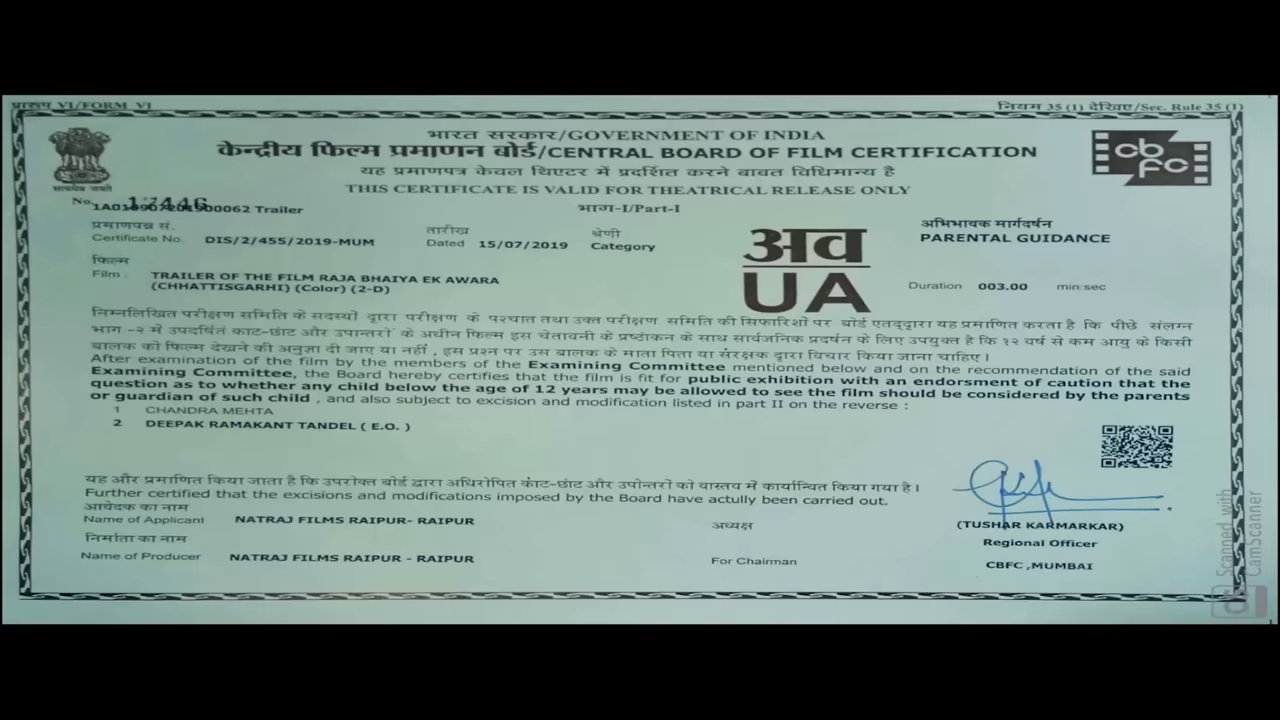 प्रारूप VI/FORM VI
नियम 35 (1) देखिए/Sec. Rule 35 (1)
भारत सरकार/GOVERNMENT OF INDIA
केन्द्रीय फिल्म प्रमाणन बोर्ड/CENTRAL BOARD OF FILM CERTIFICATION
cb
fc
यह प्रमाणपत्र केवल थिएटर में प्रदर्शित करने बाबत विधिमान्य है
सत्यमेव जयते
THIS CERTIFICATE IS VALID FOR THEATRICAL RELEASE ONLY
No. Trailer
भाग-I/Part-I
प्रमाणपत्र सं.
Certificate No. DIS/2/455/2019-MUM
तारीख
Dated 15/07/2019
श्रेणी
Category
अव
UA
अभिभावक मार्गदर्षन
PARENTAL GUIDANCE
फिल्म
Film : TRAILER OF THE FILM RAJA BHAIYA EK AWARA
(CHHATTISGARHI) (Color) (2-D)
Duration 003.00 min:sec
निम्नलिखित परीक्षण समिति के सदस्यों द्वारा परीक्षण के पश्चात तथा उक्त परीक्षण समिति की सिफारिशों पर बोर्ड एतद्द्वारा यह प्रमाणित करता है कि पीछे संलग्न
भाग -२ में उपदर्षित काट-छांट और उपान्तरों के अधीन फिल्म इस चेतावनी के प्रष्ठोकन के साथ सार्वजनिक प्रदर्षन के लिए उपयुक्त है कि १२ वर्ष से कम आयु के किसी
बालक को फिल्म देखने की अनुज्ञा दी जाए या नहीं , इस प्रश्न पर उस बालक के माता पिता या संरक्षक द्वारा विचार किया जाना चाहिए ।
After examination of the film by the members of the Examining Committee mentioned below and on the recommendation of the said
Examining Committee, the Board hereby certifies that the film is fit for public exhibition with an endorsment of caution that the
question as to whether any child below the age of 12 years may be allowed to see the film should be considered by the parents
or guardian of such child , and also subject to excision and modification listed in part II on the reverse :
1 CHANDRA MEHTA
2 DEEPAK RAMAKANT TANDEL ( E.O. )
यह और प्रमाणित किया जाता है कि उपरोक्त बोर्ड द्वारा अधिरोपित कांट-छांट और उपांन्तरों को वास्तव में कार्यान्वित किया गया है ।
Further certified that the excisions and modifications imposed by the Board have actully been carried out.
आवेदक का नाम
Name of Applicant NATRAJ FILMS RAIPUR- RAIPUR
अध्यक्ष
(TUSHAR KARMARKAR)
निर्माता का नाम
Regional Officer
Name of Producer NATRAJ FILMS RAIPUR - RAIPUR
For Chairman
CBFC ,MUMBAI
CS Scanned with
CamScanner